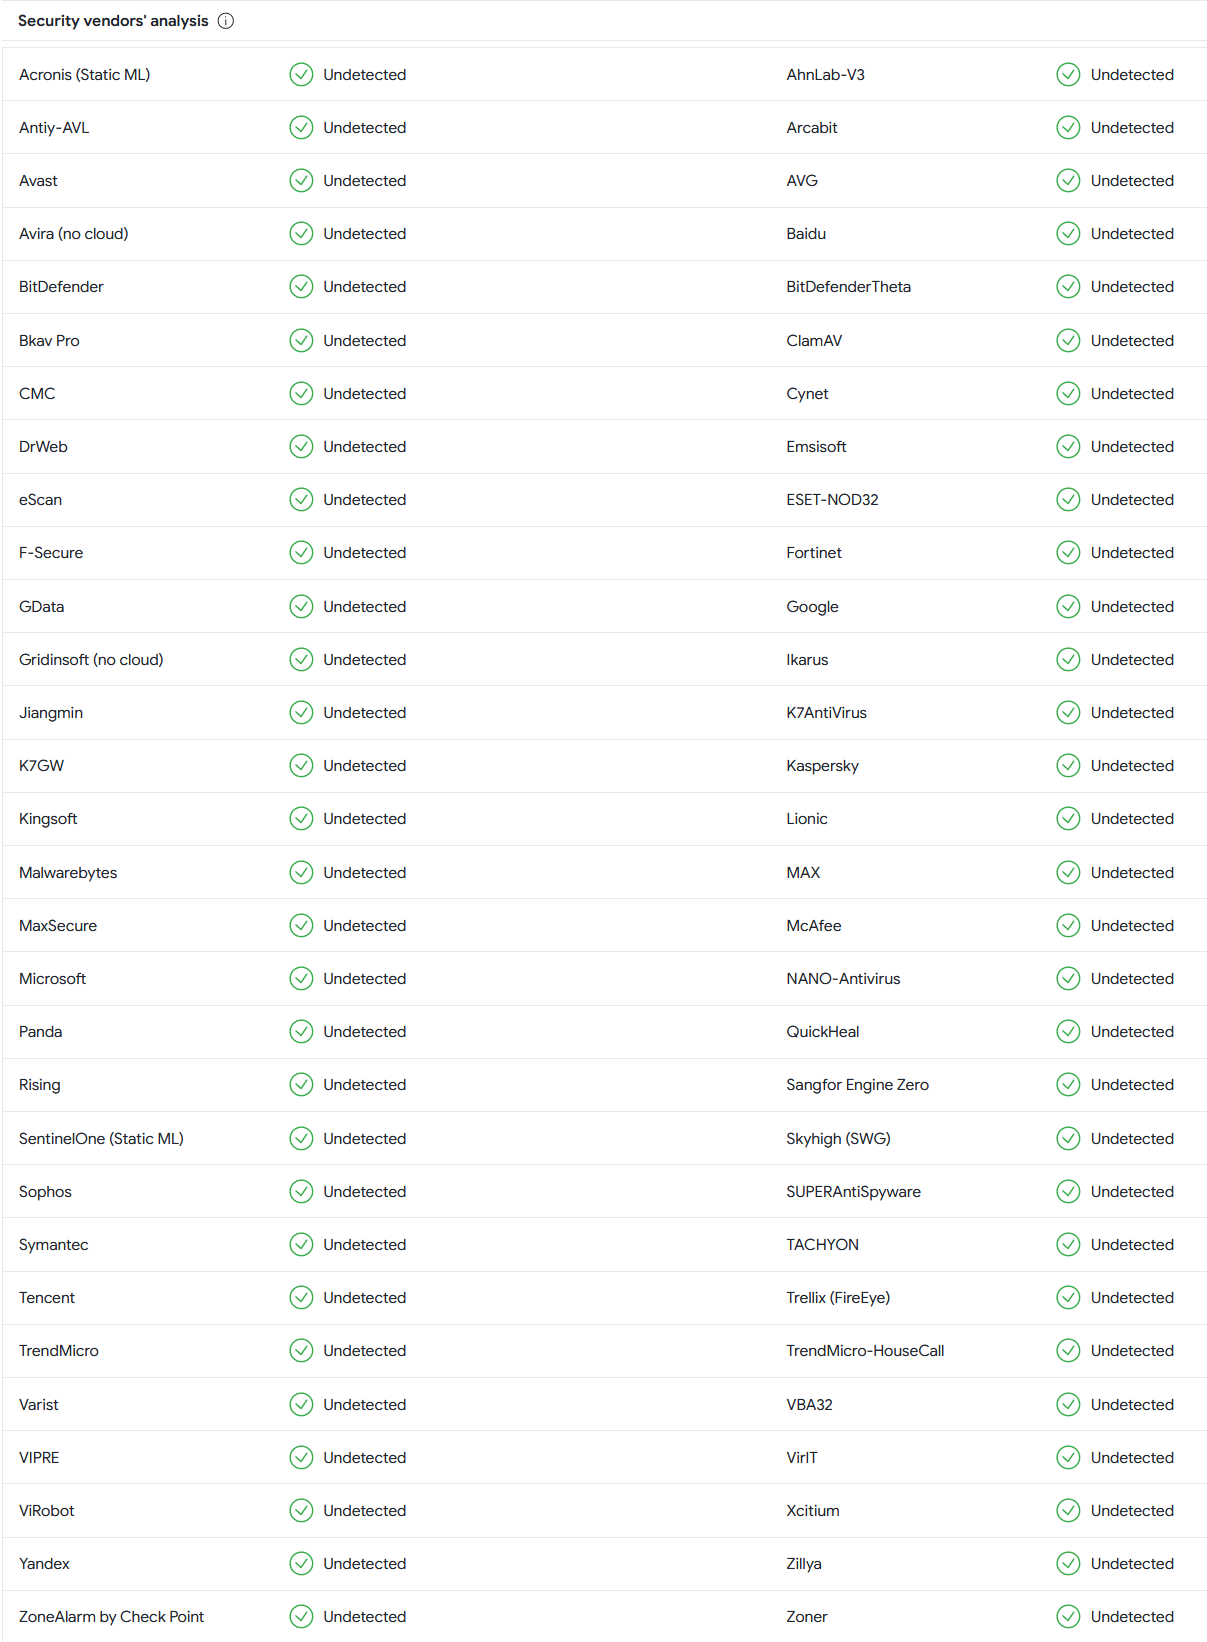 Security vendors' analysis
Acronis (Static ML) Undetected AhnLab-V3 Undetected
Antiy-AVL Undetected Arcabit Undetected
Avast Undetected AVG Undetected
Avira (no cloud) Undetected Baidu Undetected
BitDefender Undetected BitDefenderTheta Undetected
Bkav Pro Undetected ClamAV Undetected
CMC Undetected Cynet Undetected
DrWeb Undetected Emsisoft Undetected
eScan Undetected ESET-NOD32 Undetected
F-Secure Undetected Fortinet Undetected
GData Undetected Google Undetected
Gridinsoft (no cloud) Undetected Ikarus Undetected
Jiangmin Undetected K7AntiVirus Undetected
K7GW Undetected Kaspersky Undetected
Kingsoft Undetected Lionic Undetected
Malwarebytes Undetected MAX Undetected
MaxSecure Undetected McAfee Undetected
Microsoft Undetected NANO-Antivirus Undetected
Panda Undetected QuickHeal Undetected
Rising Undetected Sangfor Engine Zero Undetected
SentinelOne (Static ML) Undetected Skyhigh (SWG) Undetected
Sophos Undetected SUPERAntiSpyware Undetected
Symantec Undetected TACHYON Undetected
Tencent Undetected Trellix (FireEye) Undetected
TrendMicro Undetected TrendMicro-HouseCall Undetected
Varist Undetected VBA32 Undetected
VIPRE Undetected VirIT Undetected
ViRobot Undetected Xcitium Undetected
Yandex Undetected Zillya Undetected
ZoneAlarm by Check Point Undetected Zoner Undetected